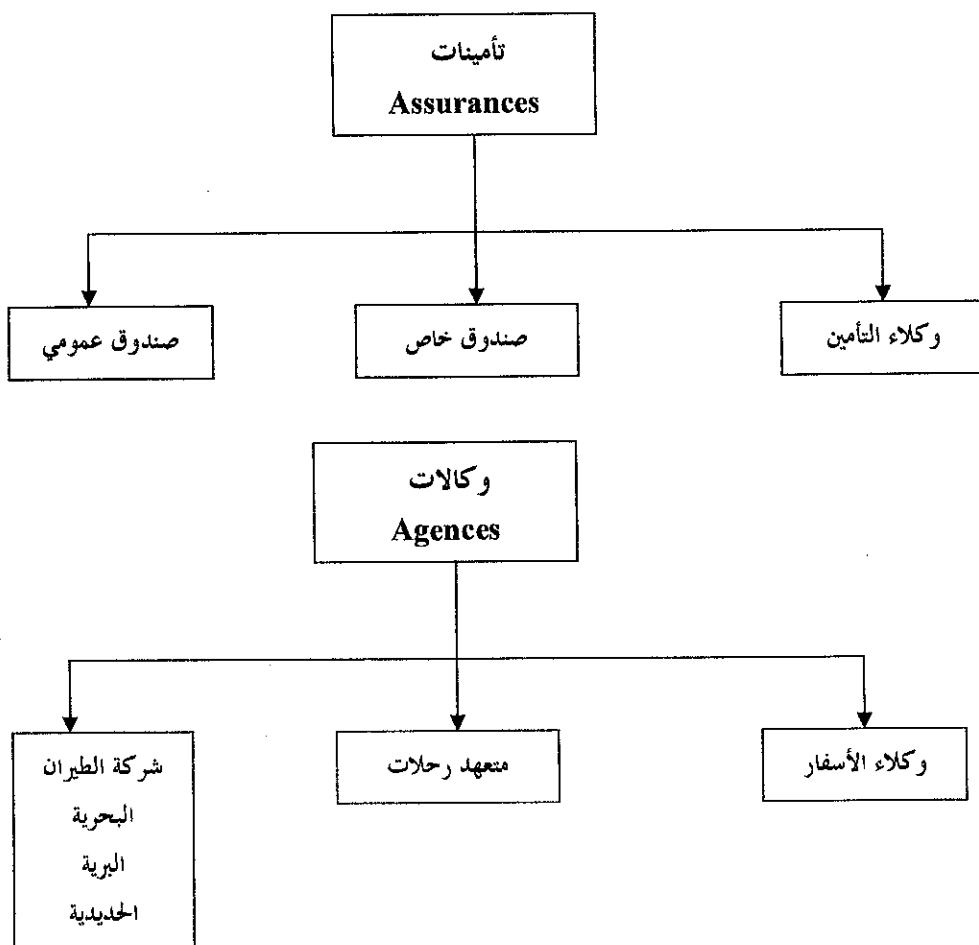 تأمينات
Assurances
وكلاء التأمين
صندوق خاص
صندوق عمومي
وكالات
Agences
وكلاء الأسفار
متعهد رحلات
شركة الطيران
البحرية
البرية
الحديدية